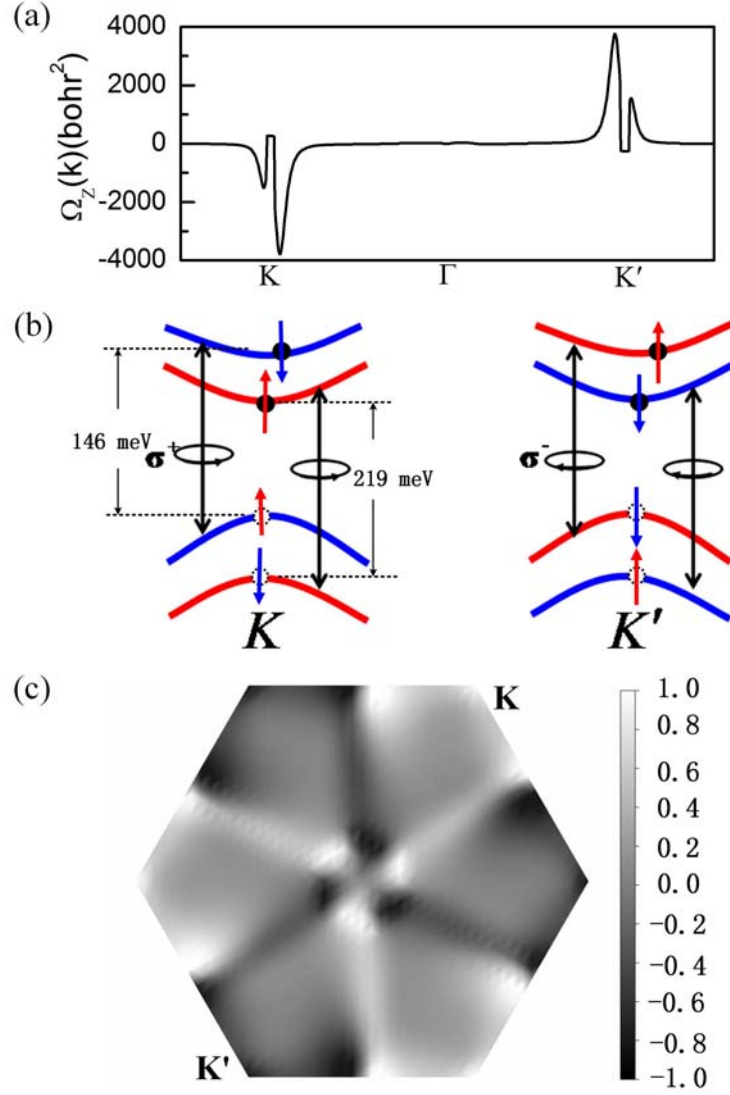 (a)
4000
2000
0
-2000
-4000
Ω_Z(k)(bohr²)
K Γ K′
(b)
146 meV
σ⁺
219 meV
σ⁻
K K′
(c)
K
K'
1.0
0.8
0.6
0.4
0.2
0.0
−0.2
−0.4
−0.6
−0.8
−1.0